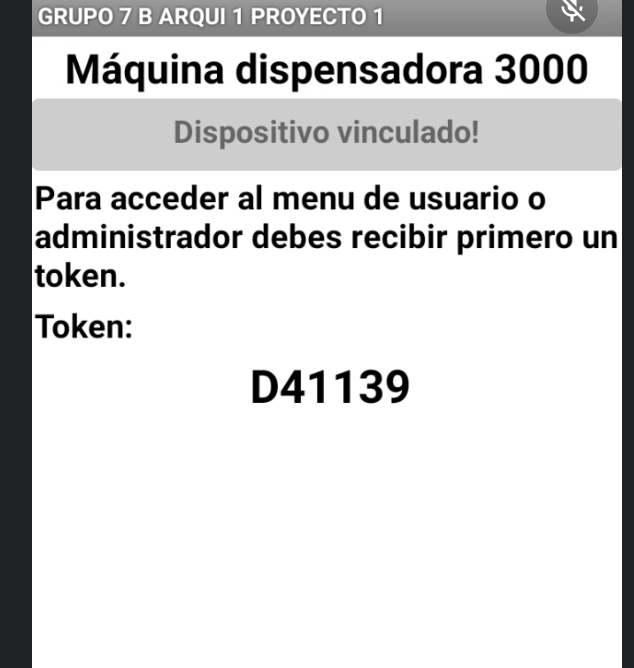 GRUPO 7 B ARQUI 1 PROYECTO 1
Máquina dispensadora 3000
Dispositivo vinculado!
Para acceder al menu de usuario o
administrador debes recibir primero un
token.
Token:
D41139